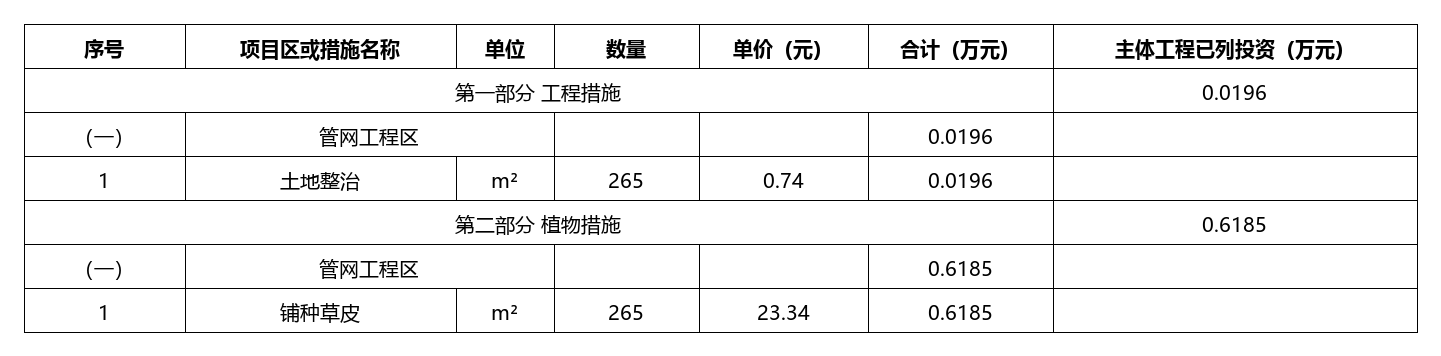 序号 项目区或措施名称 单位 数量 单价（元） 合计（万元） 主体工程已列投资（万元）
第一部分 工程措施 0.0196
(一) 管网工程区 0.0196
1 土地整治 m² 265 0.74 0.0196
第二部分 植物措施 0.6185
(一) 管网工程区 0.6185
1 铺种草皮 m² 265 23.34 0.6185